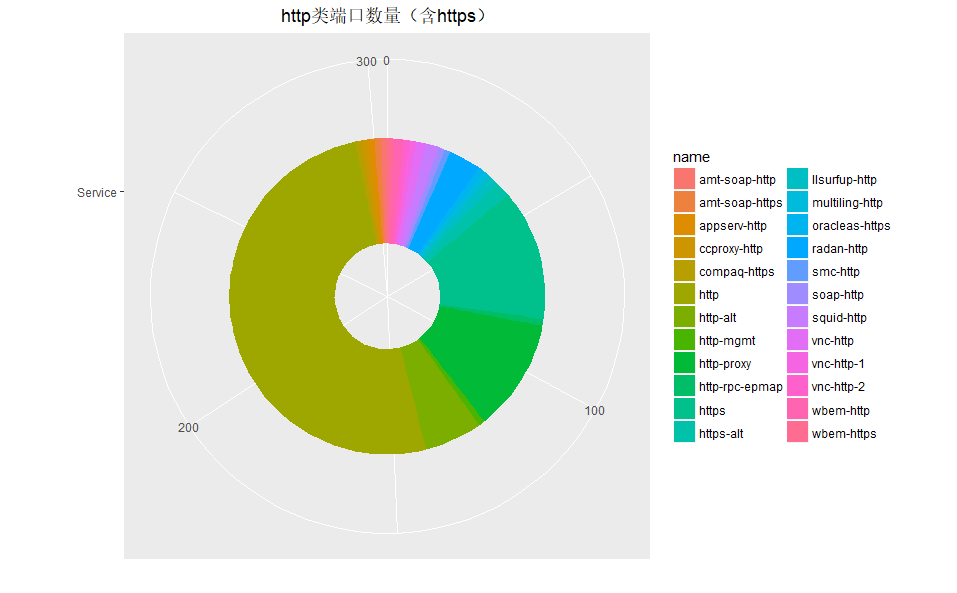 http类端口数量（含https）
300
0
Service
100
200
name
amt-soap-http
amt-soap-https
appserv-http
ccproxy-http
compaq-https
http
http-alt
http-mgmt
http-proxy
http-rpc-epmap
https
https-alt
llsurfup-http
multiling-http
oracleas-https
radan-http
smc-http
soap-http
squid-http
vnc-http
vnc-http-1
vnc-http-2
wbem-http
wbem-https